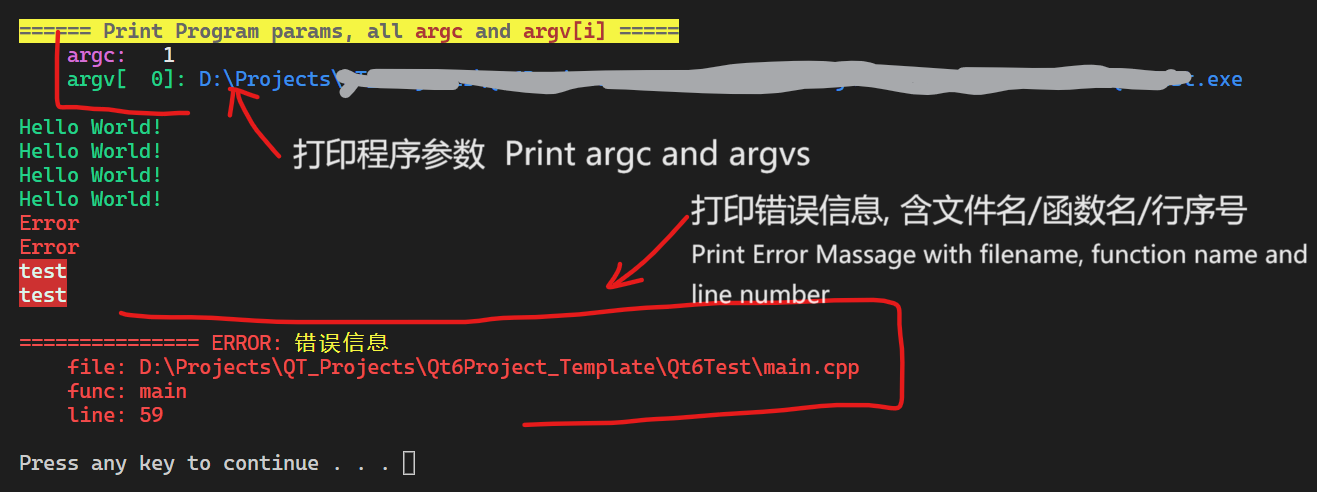 ====== Print Program params, all argc and argv[i] =====
argc: 1
argv[ 0]: D:\Projects\ .exe
Hello World!
Hello World!
打印程序参数 Print argc and argvs
Hello World!
Hello World!
打印错误信息, 含文件名/函数名/行序号
Error
Error
Print Error Massage with filename, function name and
test
test
line number
=============== ERROR: 错误信息
file: D:\Projects\QT_Projects\Qt6Project_Template\Qt6Test\main.cpp
func: main
line: 59
Press any key to continue . . .